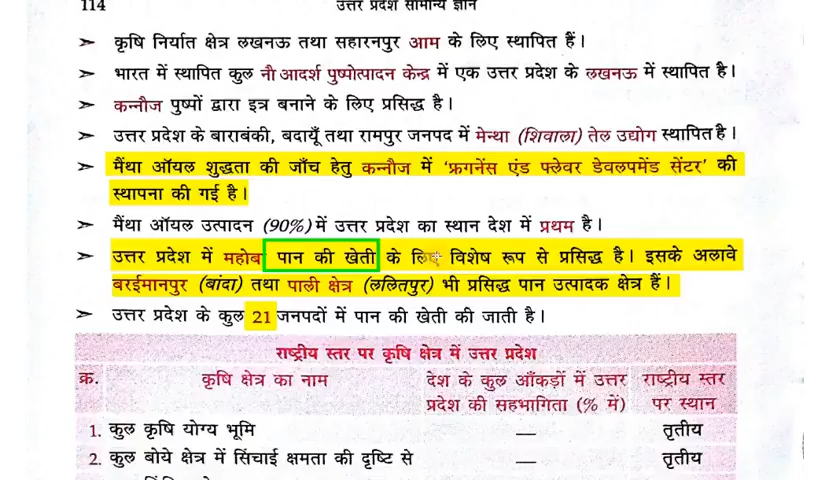 114
उत्तर प्रदेश सामान्य ज्ञान
➢ कृषि निर्यात क्षेत्र लखनऊ तथा सहारनपुर आम के लिए स्थापित हैं।
➢ भारत में स्थापित कुल नौ आदर्श पुष्पोत्पादन केन्द्र में एक उत्तर प्रदेश के लखनऊ में स्थापित है।
➢ कन्नौज पुष्पों द्वारा इत्र बनाने के लिए प्रसिद्ध है।
➢ उत्तर प्रदेश के बाराबंकी, बदायूँ तथा रामपुर जनपद में मेन्था (शिवाला) तेल उद्योग स्थापित है।
➢ मैंथा ऑयल शुद्धता की जाँच हेतु कन्नौज में ‘फ्रगनेंस एंड फ्लेवर डेवलपमेंड सेंटर’ की
स्थापना की गई है।
➢ मैंथा ऑयल उत्पादन (90%) में उत्तर प्रदेश का स्थान देश में प्रथम है।
➢ उत्तर प्रदेश में महोब पान की खेती के लिए विशेष रूप से प्रसिद्ध है। इसके अलावे
बरईमानपुर (बांदा) तथा पाली क्षेत्र (ललितपुर) भी प्रसिद्ध पान उत्पादक क्षेत्र हैं।
➢ उत्तर प्रदेश के कुल 21 जनपदों में पान की खेती की जाती है।
राष्ट्रीय स्तर पर कृषि क्षेत्र में उत्तर प्रदेश
क्र. कृषि क्षेत्र का नाम देश के कुल आँकड़ों में उत्तर राष्ट्रीय स्तर
प्रदेश की सहभागिता (% में) पर स्थान
1. कुल कृषि योग्य भूमि — तृतीय
2. कुल बोये क्षेत्र में सिंचाई क्षमता की दृष्टि से — तृतीय